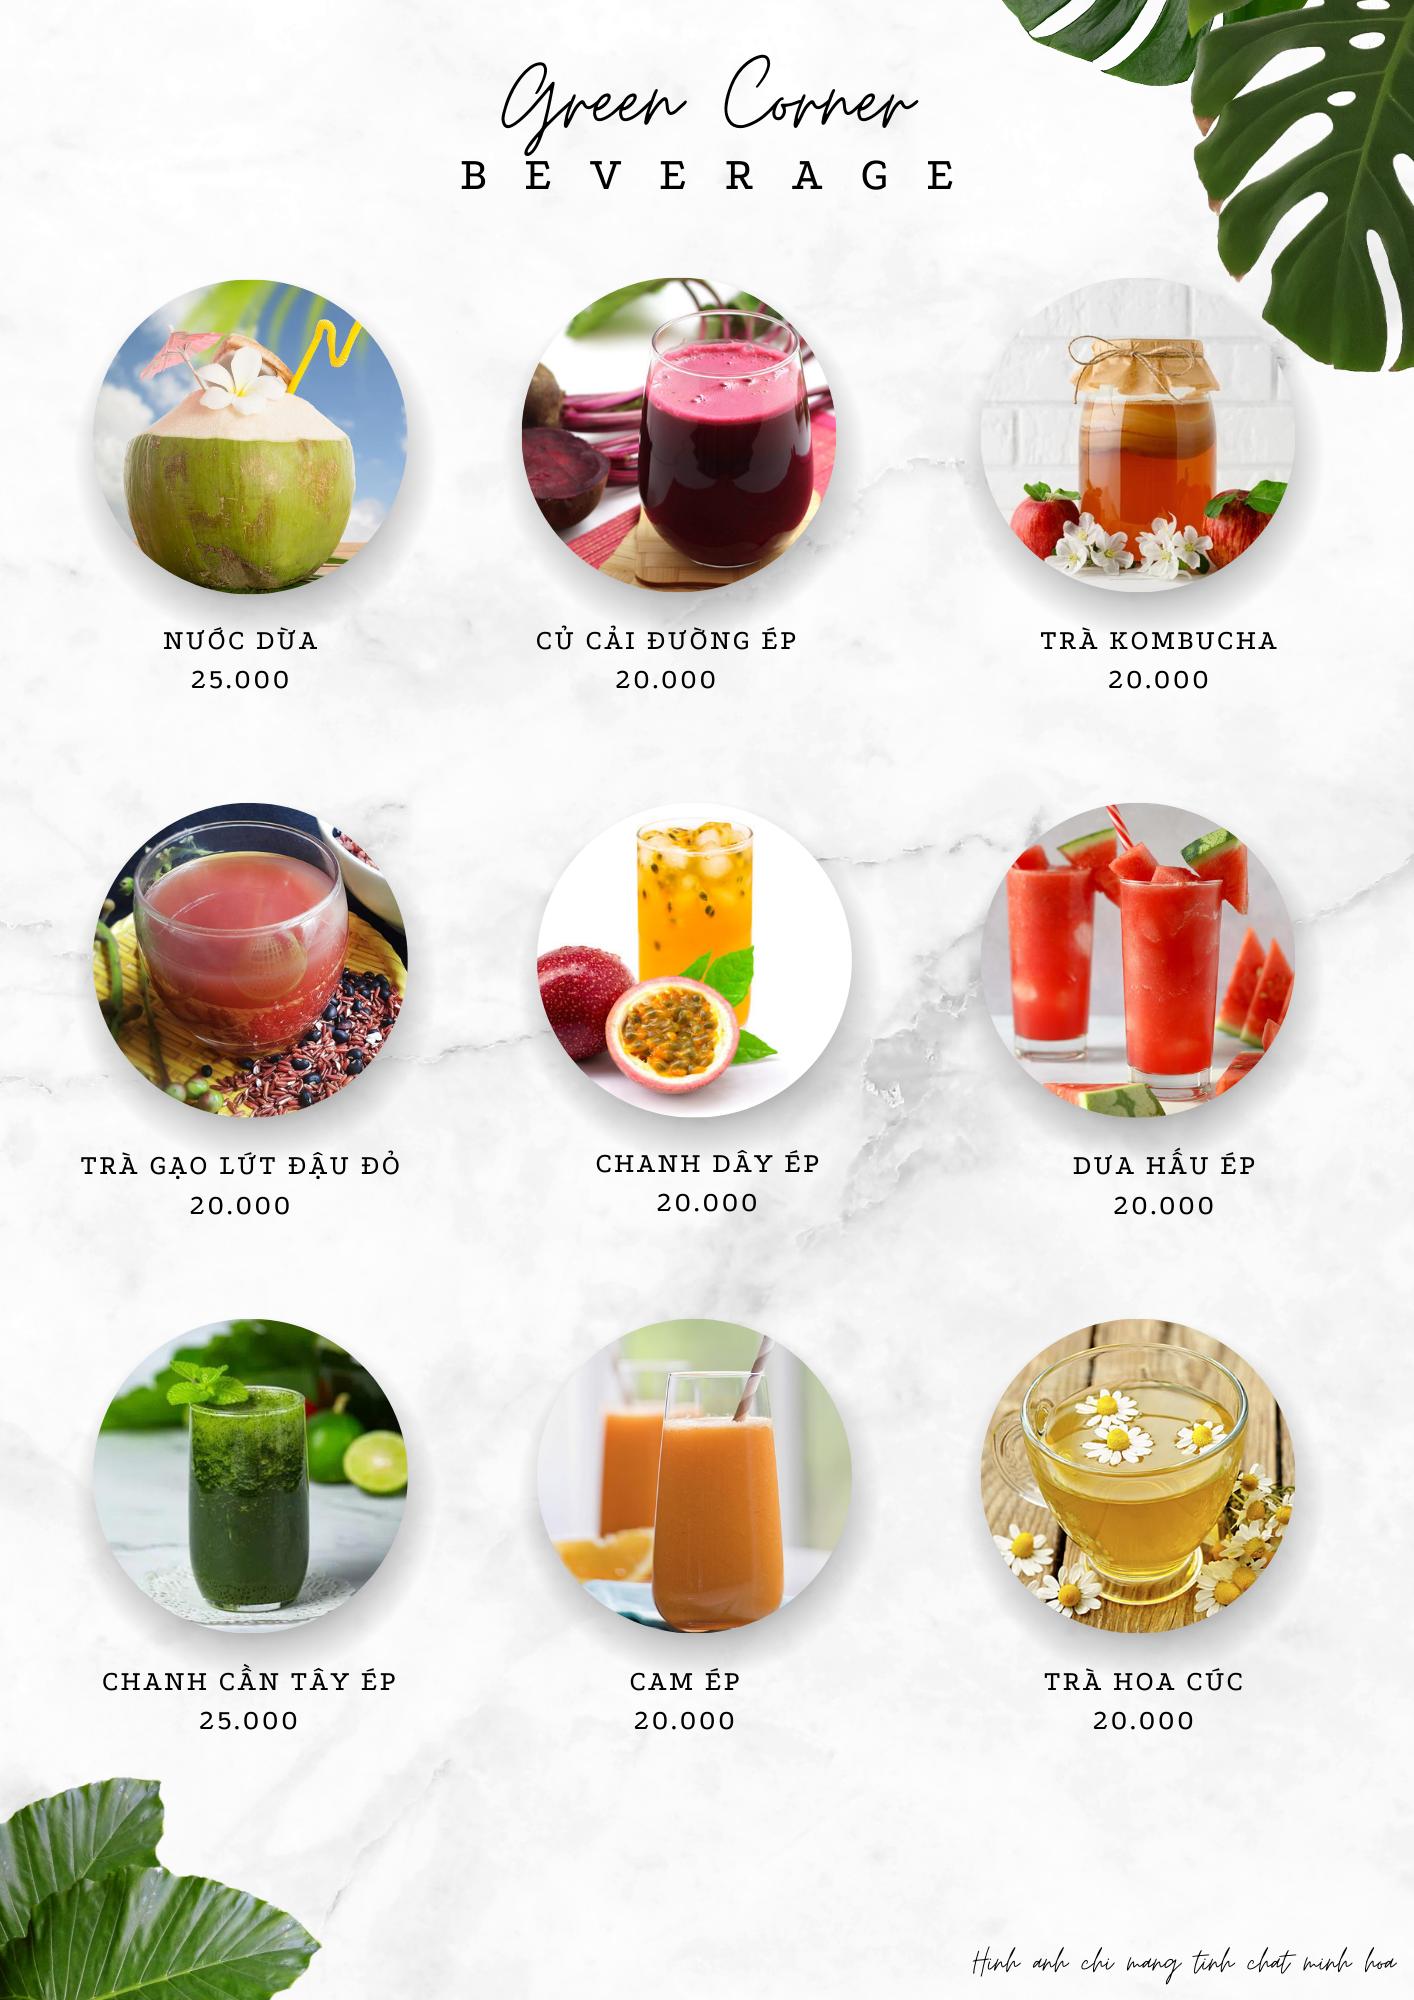 Green Corner
BEVERAGE
NƯỚC DỪA
25.000
CỦ CẢI ĐƯỜNG ÉP
20.000
TRÀ KOMBUCHA
20.000
TRÀ GẠO LỨT ĐẬU ĐỎ
20.000
CHANH DÂY ÉP
20.000
DƯA HẤU ÉP
20.000
CHANH CẦN TÂY ÉP
25.000
CAM ÉP
20.000
TRÀ HOA CÚC
20.000
Hinh anh chi mang tinh chat minh hoa